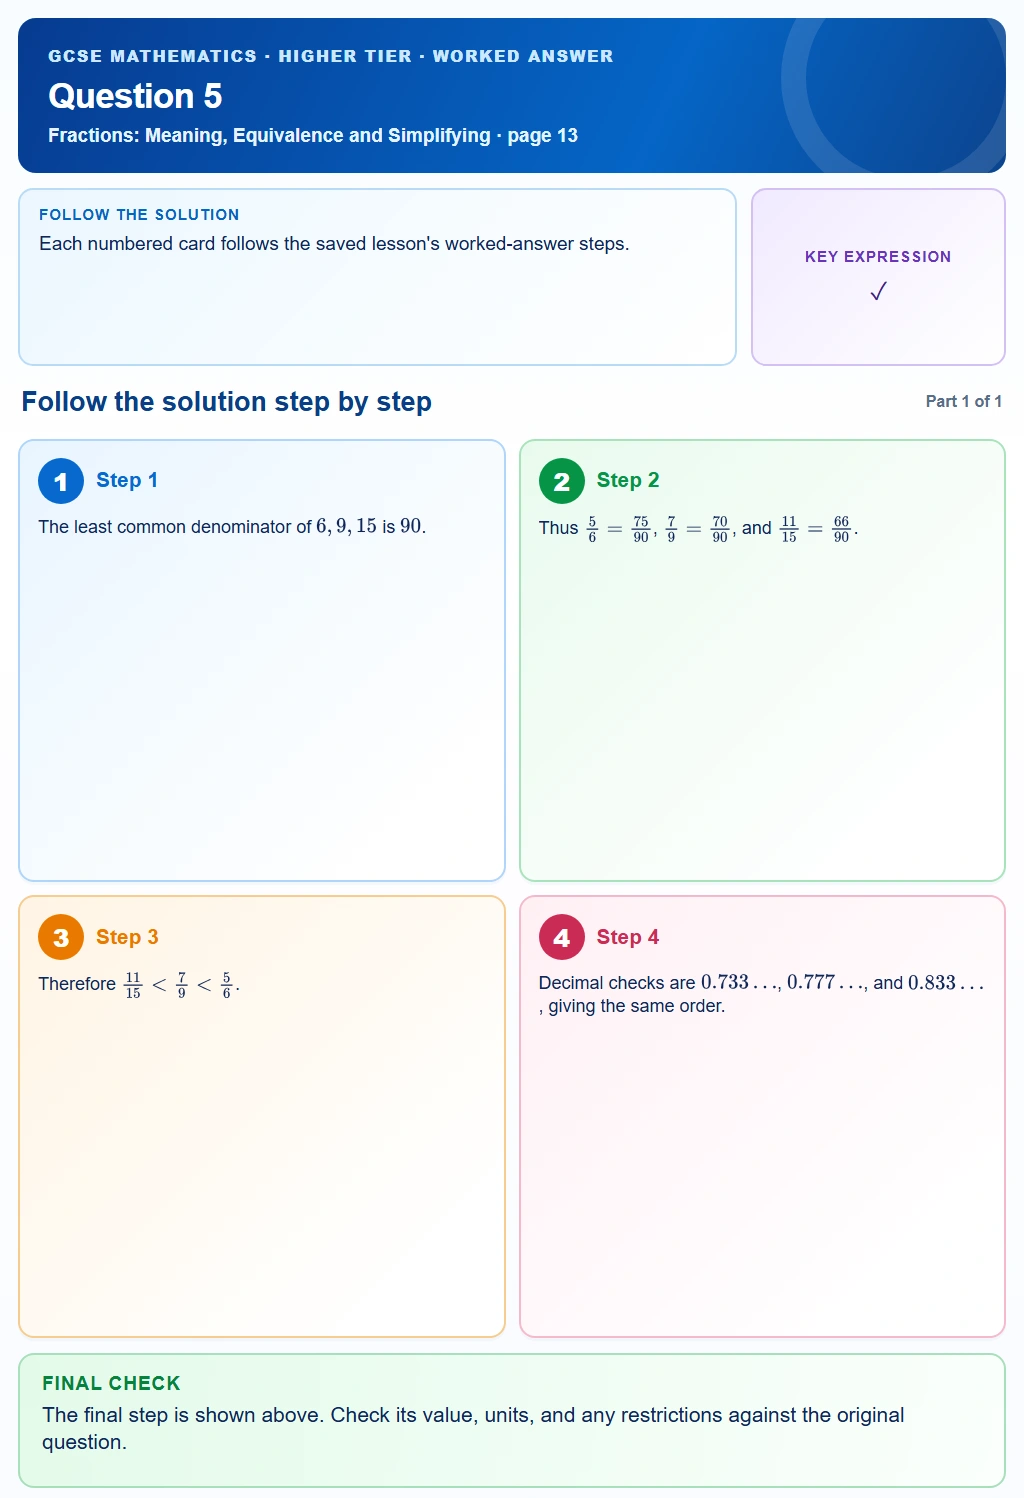 GCSE MATHEMATICS · HIGHER TIER · WORKED ANSWER
Question 5
Fractions: Meaning, Equivalence and Simplifying · page 13
FOLLOW THE SOLUTION
Each numbered card follows the saved lesson's worked-answer steps.
KEY EXPRESSION
✓
Follow the solution step by step
Part 1 of 1
1 Step 1
The least common denominator of 6, 9, 15 is 90.
2 Step 2
Thus 5/6 = 75/90, 7/9 = 70/90, and 11/15 = 66/90.
3 Step 3
Therefore 11/15 < 7/9 < 5/6.
4 Step 4
Decimal checks are 0.733…, 0.777…, and 0.833…
, giving the same order.
FINAL CHECK
The final step is shown above. Check its value, units, and any restrictions against the original
question.